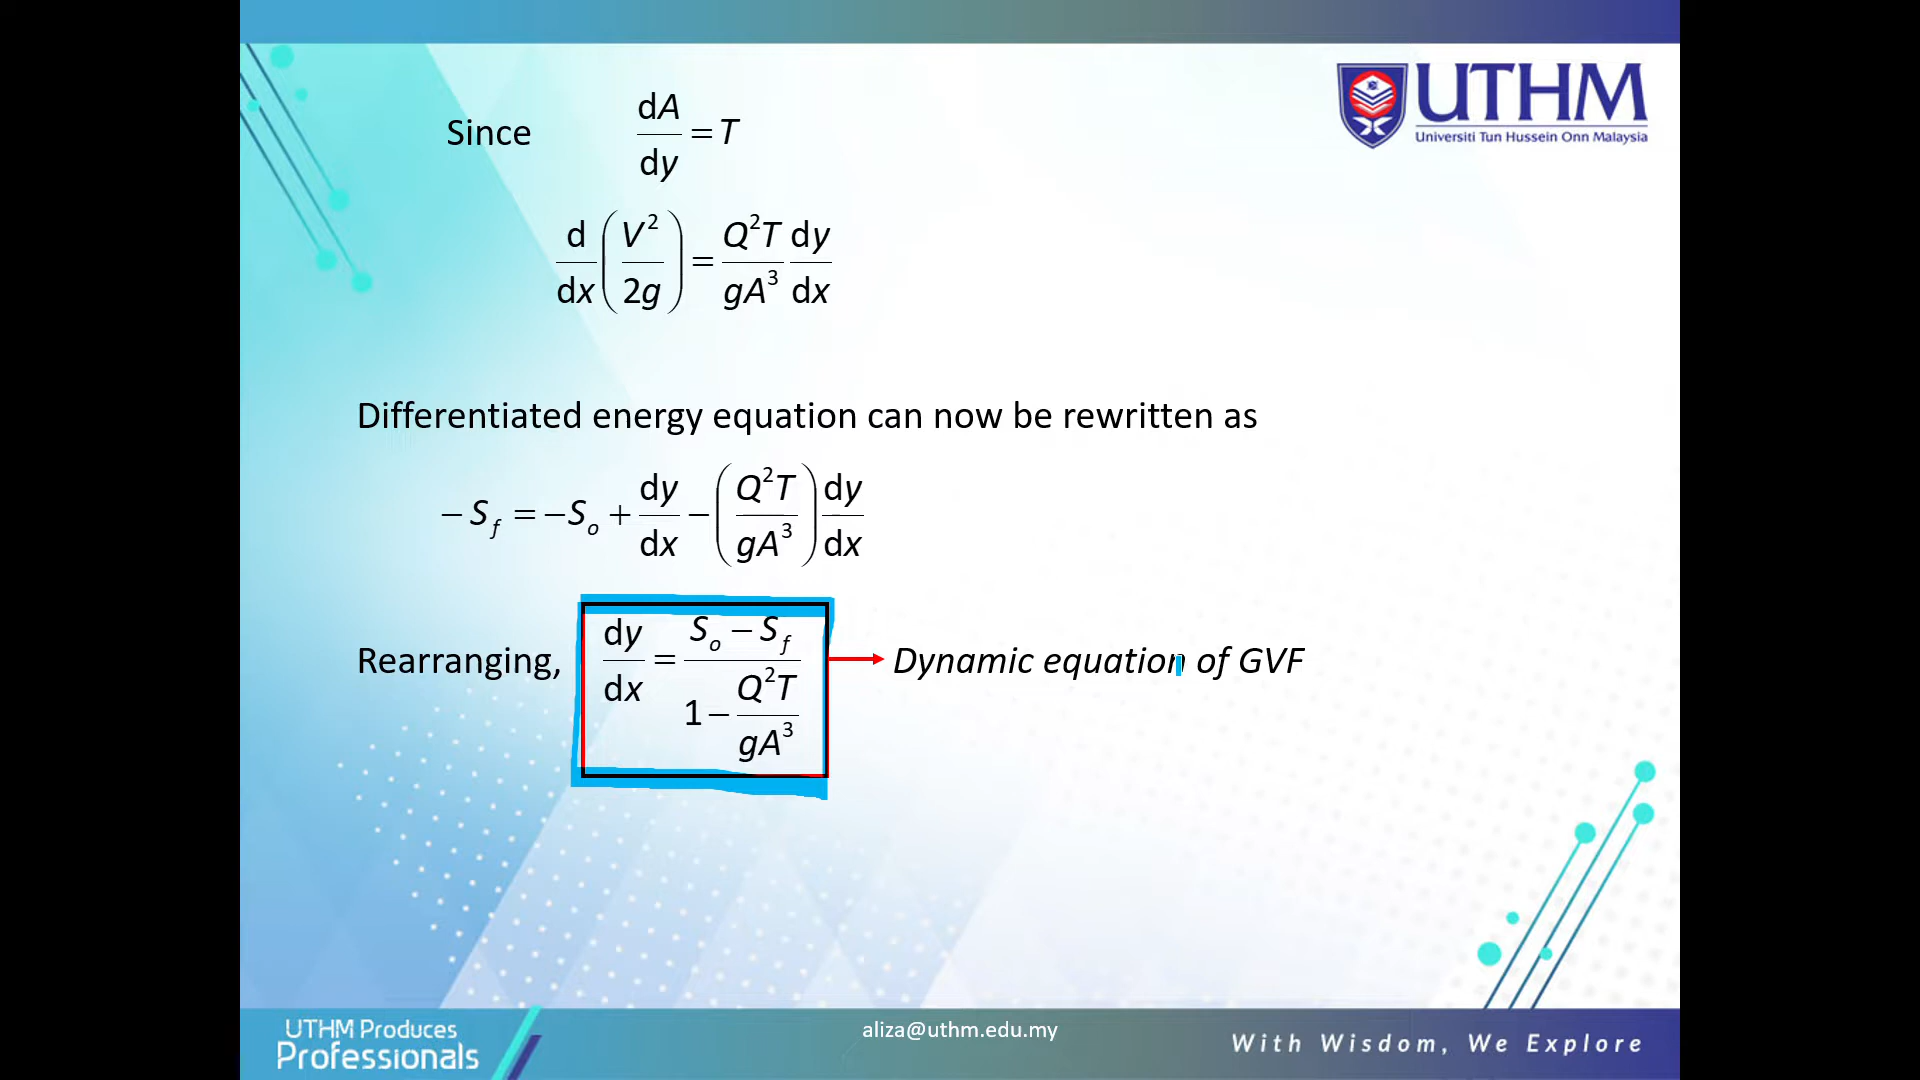 UTHM
Universiti Tun Hussein Onn Malaysia
Since dA/dy = T
d/dx (V²/2g) = Q²T/gA³ dy/dx
Differentiated energy equation can now be rewritten as
−S_f = −S_o + dy/dx − (Q²T/gA³) dy/dx
Rearranging, dy/dx = (S_o − S_f)/(1 − Q²T/gA³) Dynamic equation of GVF
UTHM Produces
Professionals
aliza@uthm.edu.my
With Wisdom, We Explore